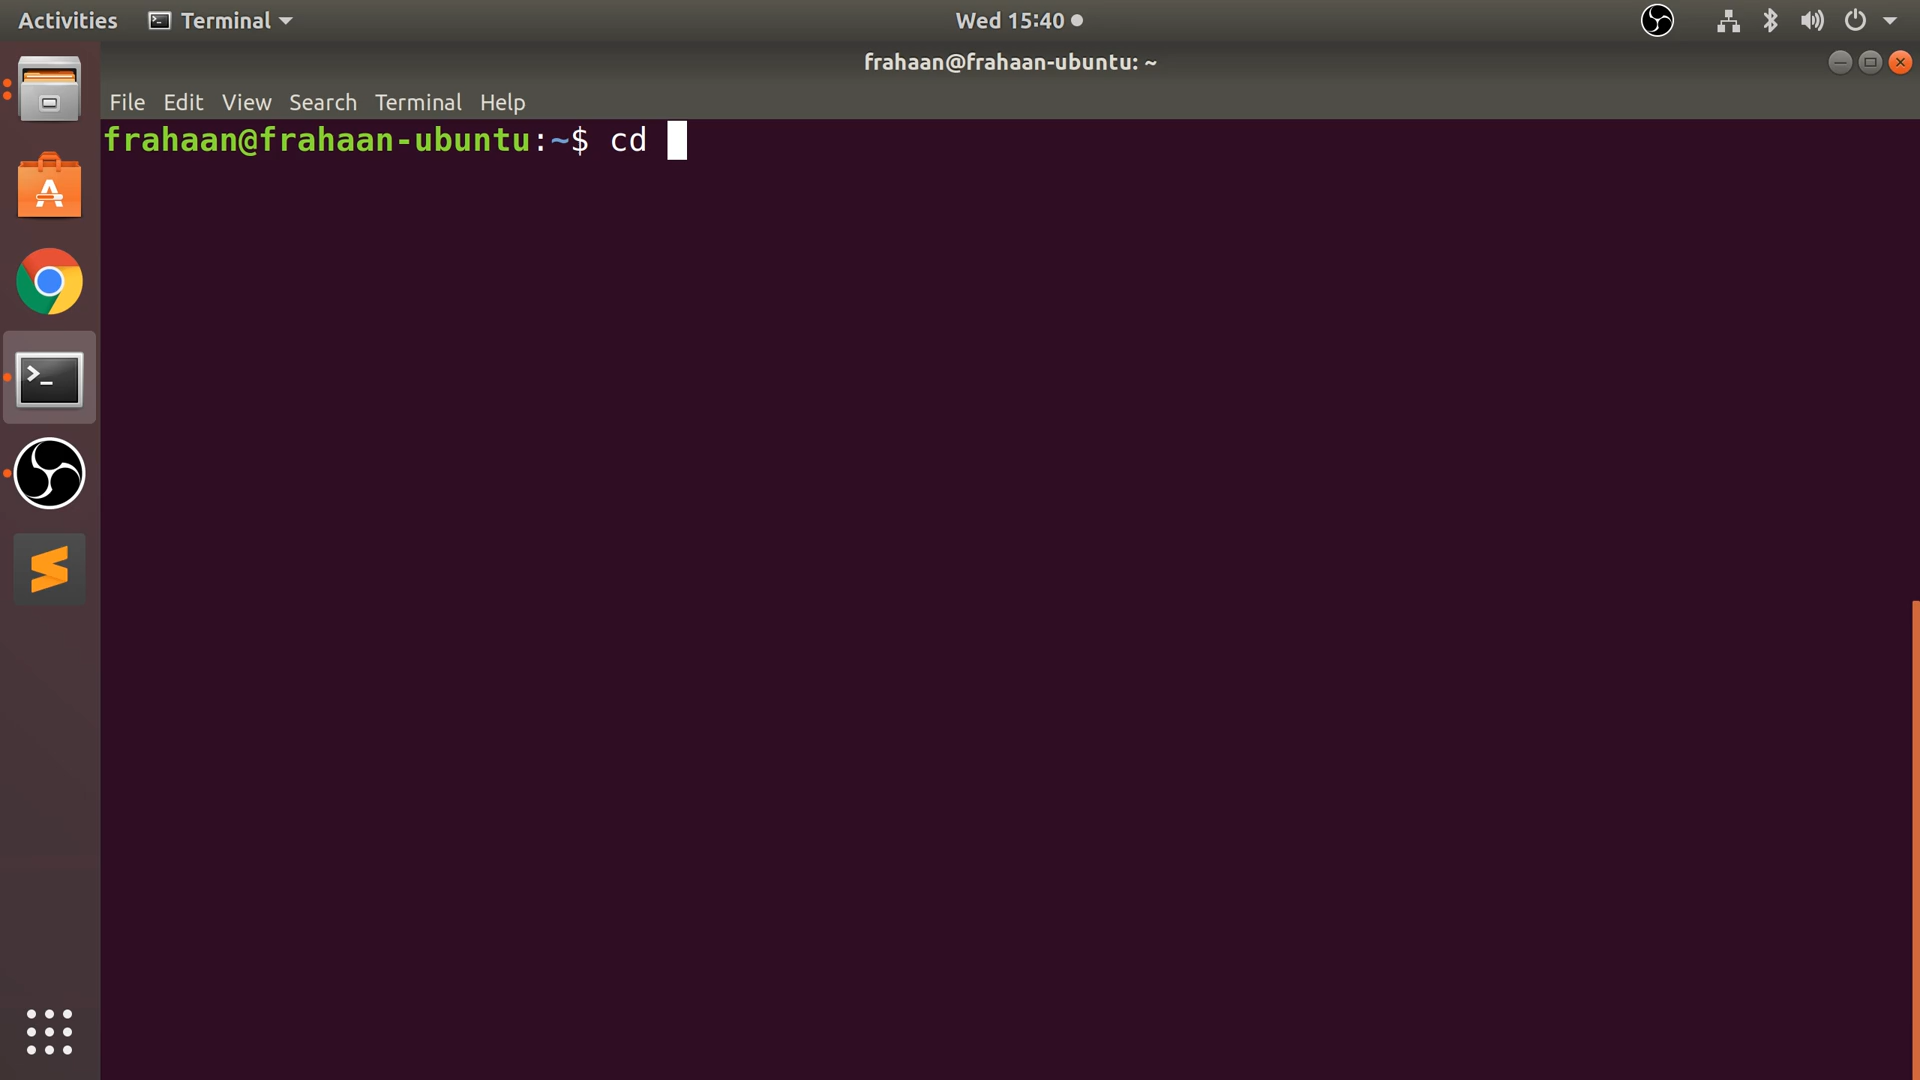 Activities Terminal Wed 15:40
frahaan@frahaan-ubuntu: ~
File Edit View Search Terminal Help
frahaan@frahaan-ubuntu:~$ cd